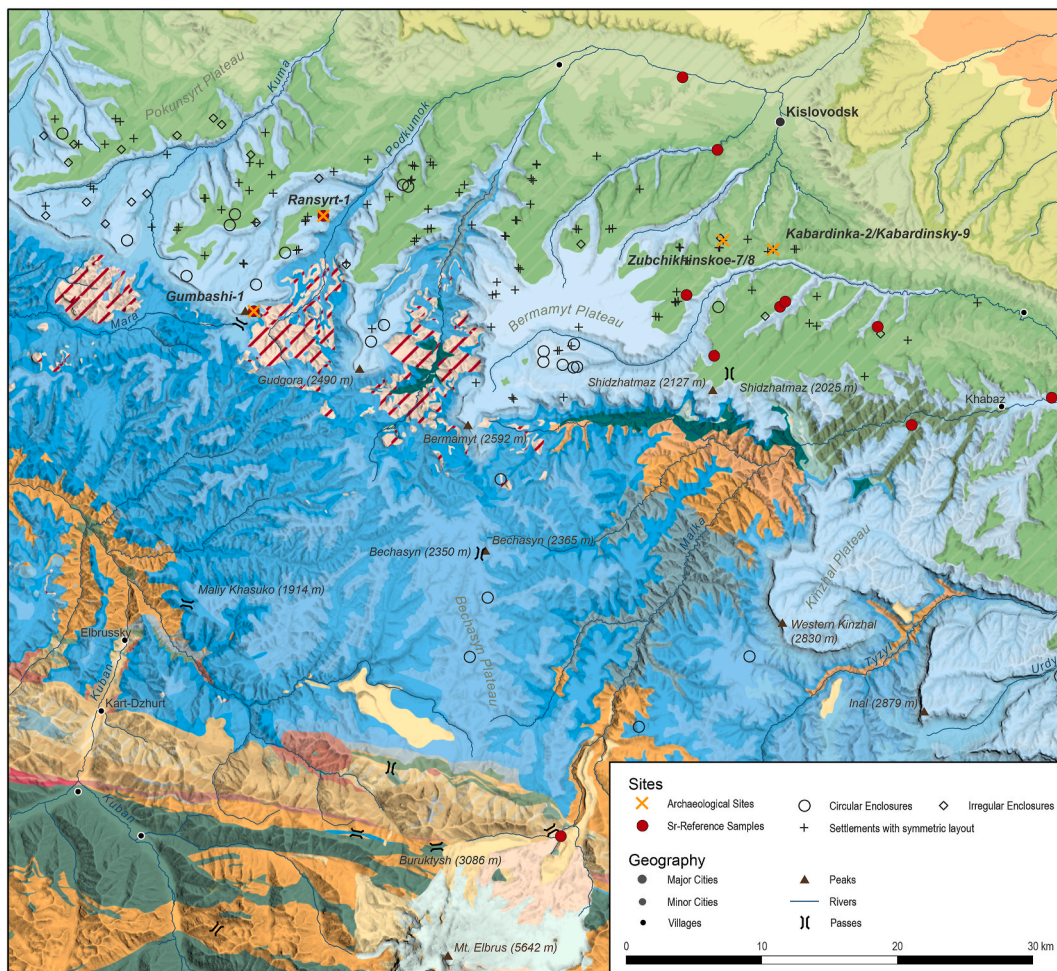 Pokunsyrt Plateau
Kuma
Podkumok
Kislovodsk
Ransyrt-1
Kabardinka-2/Kabardinsky-9
Zubchikhinskoe-7/8
Gumbashi-1
Mara
Bermamyt Plateau
Gudgora (2490 m)
Shidzhatmaz (2127 m)
Shidzhatmaz (2025 m)
Khabaz
Bermamyt (2592 m)
Bechasyn (2365 m)
Bechasyn (2350 m)
Malka
Kinzhal Plateau
Maliy Khasuko (1914 m)
Bechasyn Plateau
Elbrussky
Western Kinzhal
(2830 m)
Tyzyl
Urdy
Kuban
Kart-Dzhurt
Inal (2879 m)
Kuban
Buruktysh (3086 m)
Mt. Elbrus (5642 m)
Sites
Archaeological Sites
Circular Enclosures
Irregular Enclosures
Sr-Reference Samples
Settlements with symmetric layout
Geography
Major Cities
Peaks
Minor Cities
Rivers
Villages
Passes
0 10 20 30 km